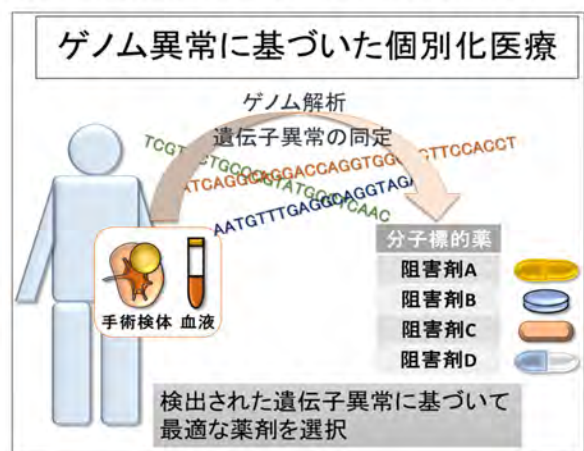 ゲノム異常に基づいた個別化医療
ゲノム解析
遺伝子異常の同定
手術検体 血液
分子標的薬
阻害剤A
阻害剤B
阻害剤C
阻害剤D
検出された遺伝子異常に基づいて
最適な薬剤を選択